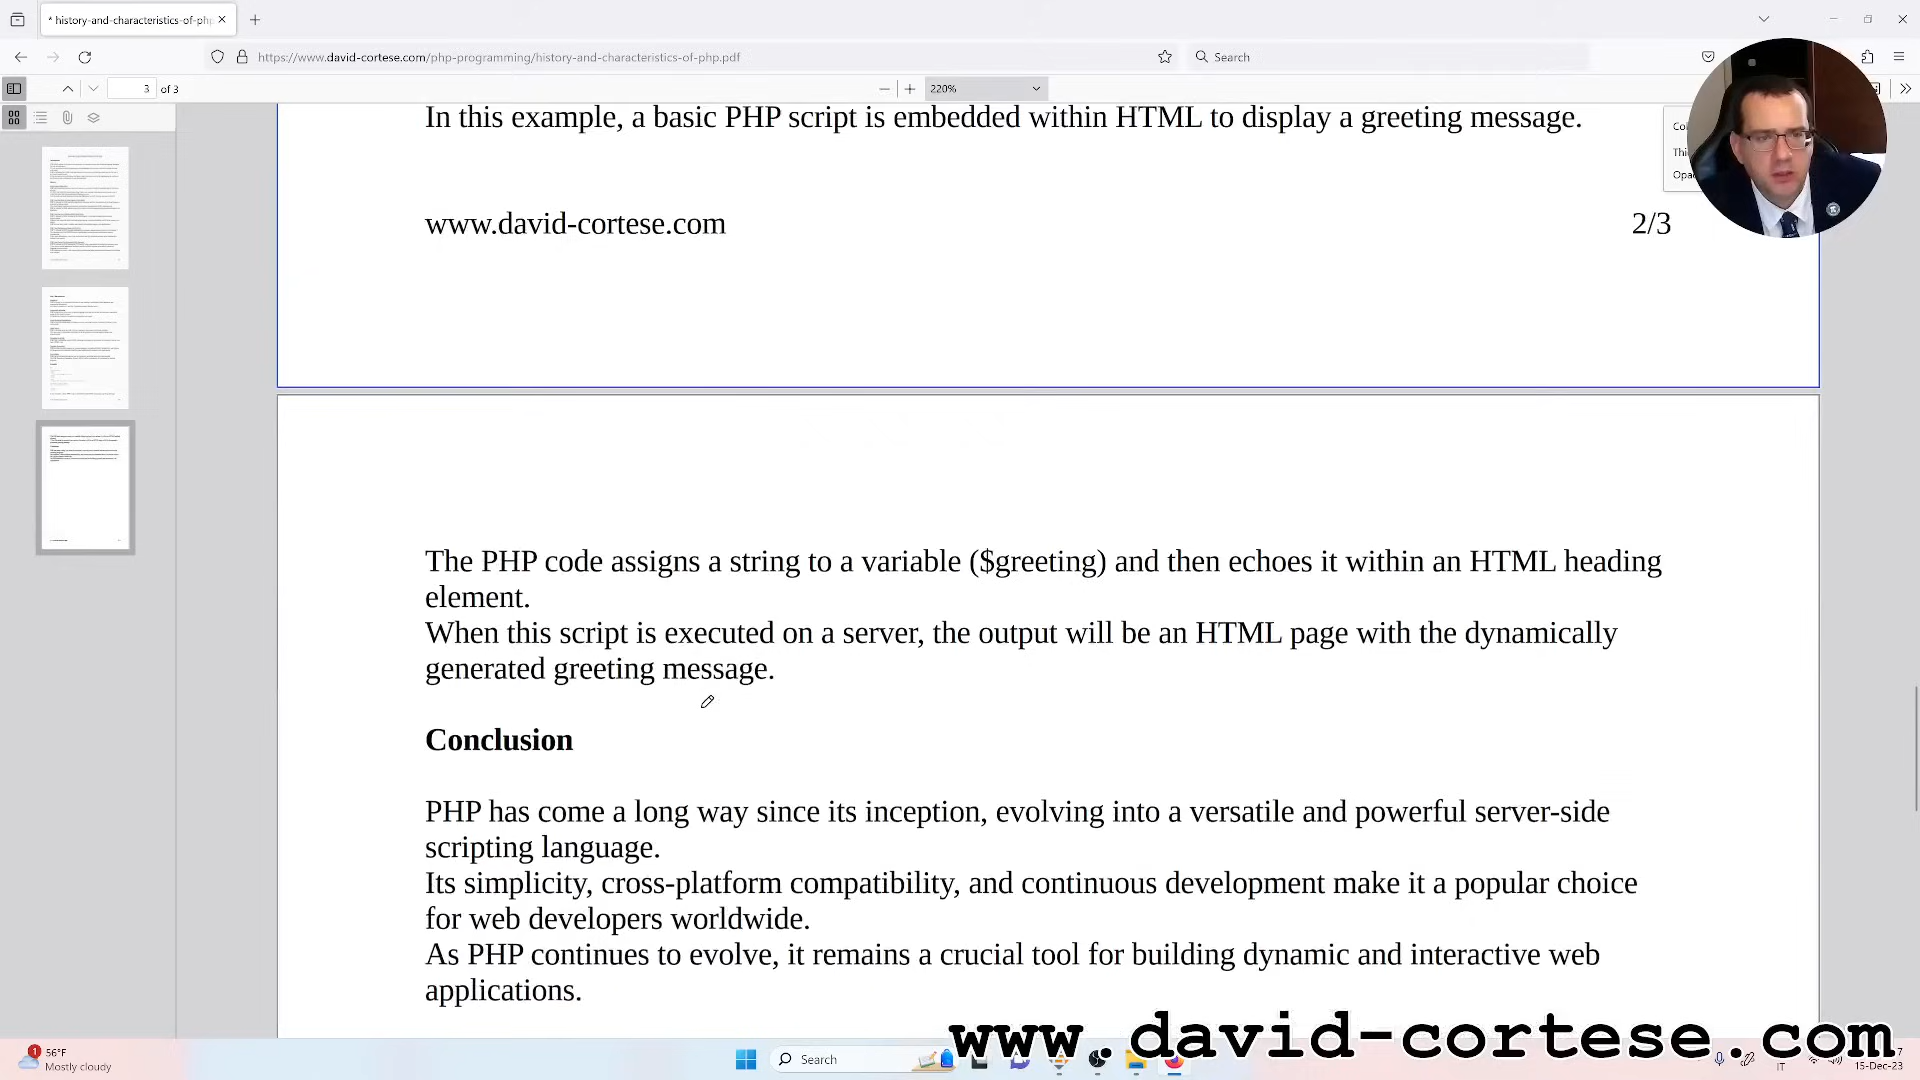 * history-and-characteristics-of-php
https://www.david-cortese.com/php-programming/history-and-characteristics-of-php.pdf
Search
3 of 3
220%
In this example, a basic PHP script is embedded within HTML to display a greeting message.
www.david-cortese.com
2/3
The PHP code assigns a string to a variable ($greeting) and then echoes it within an HTML heading
element.
When this script is executed on a server, the output will be an HTML page with the dynamically
generated greeting message.
Conclusion
PHP has come a long way since its inception, evolving into a versatile and powerful server-side
scripting language.
Its simplicity, cross-platform compatibility, and continuous development make it a popular choice
for web developers worldwide.
As PHP continues to evolve, it remains a crucial tool for building dynamic and interactive web
applications.
www.david-cortese.com
1
56°F
Mostly cloudy
Search
IT
15-Dec-23